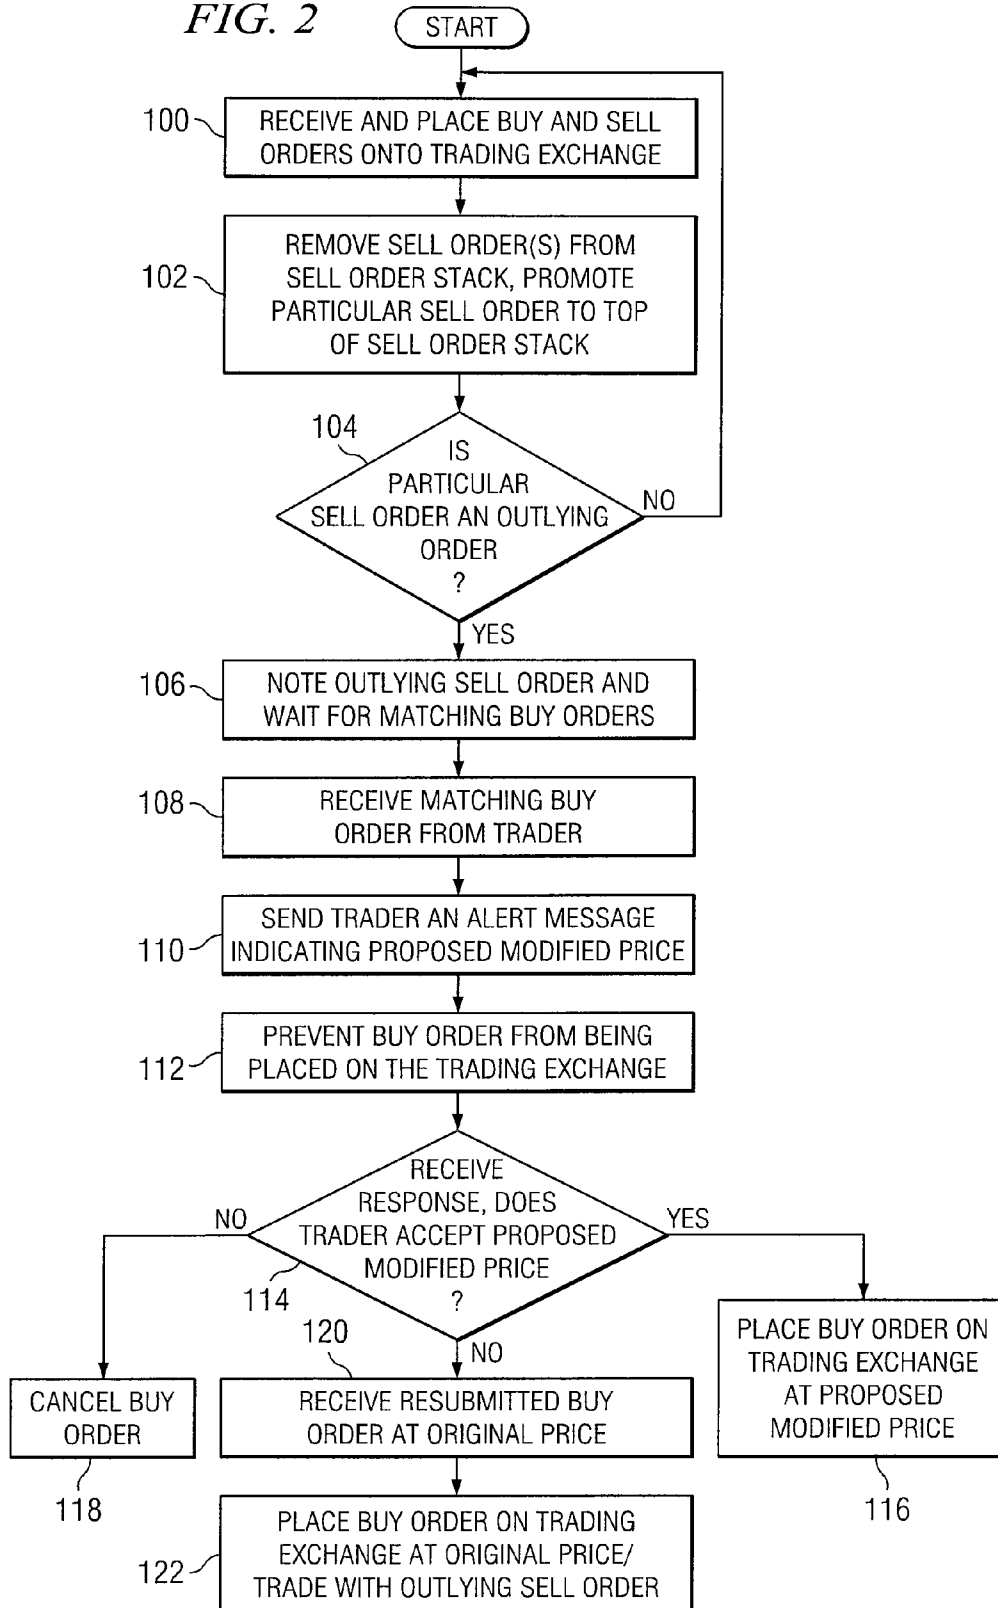 FIG. 2
START
100
RECEIVE AND PLACE BUY AND SELL
ORDERS ONTO TRADING EXCHANGE
102
REMOVE SELL ORDER(S) FROM
SELL ORDER STACK, PROMOTE
PARTICULAR SELL ORDER TO TOP
OF SELL ORDER STACK
104
IS
PARTICULAR
SELL ORDER AN OUTLYING
ORDER
?
NO
YES
106
NOTE OUTLYING SELL ORDER AND
WAIT FOR MATCHING BUY ORDERS
108
RECEIVE MATCHING BUY
ORDER FROM TRADER
110
SEND TRADER AN ALERT MESSAGE
INDICATING PROPOSED MODIFIED PRICE
112
PREVENT BUY ORDER FROM BEING
PLACED ON THE TRADING EXCHANGE
RECEIVE
RESPONSE, DOES
TRADER ACCEPT PROPOSED
MODIFIED PRICE
?
114
NO
YES
NO
120
RECEIVE RESUBMITTED BUY
ORDER AT ORIGINAL PRICE
CANCEL BUY
ORDER
118
PLACE BUY ORDER ON
TRADING EXCHANGE
AT PROPOSED
MODIFIED PRICE
116
122
PLACE BUY ORDER ON TRADING
EXCHANGE AT ORIGINAL PRICE/
TRADE WITH OUTLYING SELL ORDER